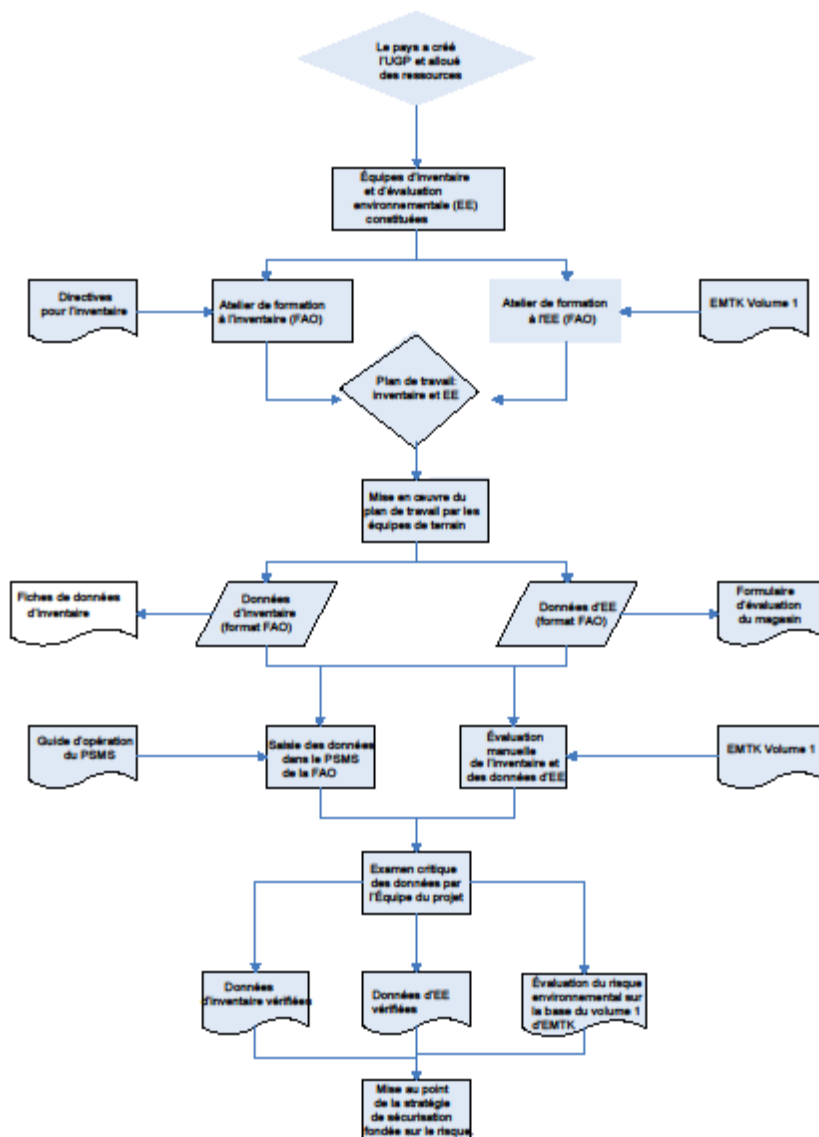 Le pays a créé
l'UGP et alloué
des ressources
Équipes d'inventaire
et d'évaluation
environnementale (EE)
constituées
Directives
pour l'inventaire
Atelier de formation
à l'inventaire (FAO)
Atelier de formation
à l'EE (FAO)
EMTK Volume 1
Plan de travail:
inventaire et EE
Mise en œuvre du
plan de travail par les
équipes de terrain
Fiches de données
d'inventaire
Données
d'inventaire
(format FAO)
Données d'EE
(format FAO)
Formulaire
d'évaluation
du magasin
Guide d'opération
du PSMS
Saisie des données
dans le PSMS
de la FAO
Évaluation
manuelle
de l'inventaire et
des données d'EE
EMTK Volume 1
Examen critique
des données par
l'Équipe du projet
Données
d'inventaire vérifiées
Données d'EE
vérifiées
Évaluation du risque
environmental sur
la base du volume 1
d'EMTK
Mise au point
de la stratégie
de sécurisation
fondée sur le risque